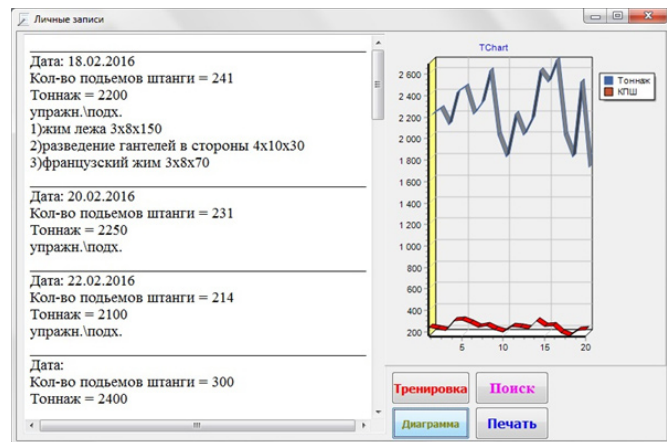 Личные записи
Дата: 18.02.2016
Кол-во подьемов штанги = 241
Тоннаж = 2200
упражн.\подх.
1)жим лежа 3х8х150
2)разведение гантелей в стороны 4х10х30
3)французский жим 3х8х70
Дата: 20.02.2016
Кол-во подьемов штанги = 231
Тоннаж = 2250
упражн.\подх.
Дата: 22.02.2016
Кол-во подьемов штанги = 214
Тоннаж = 2100
упражн.\подх.
Дата:
Кол-во подьемов штанги = 300
Тоннаж = 2400
TChart
2 600
2 400
2 200
2 000
1 800
1 600
1 400
1 200
1 000
800
600
400
200
5 10 15 20
Тоннаж
КПШ
Тренировка Поиск
Диаграмма Печать